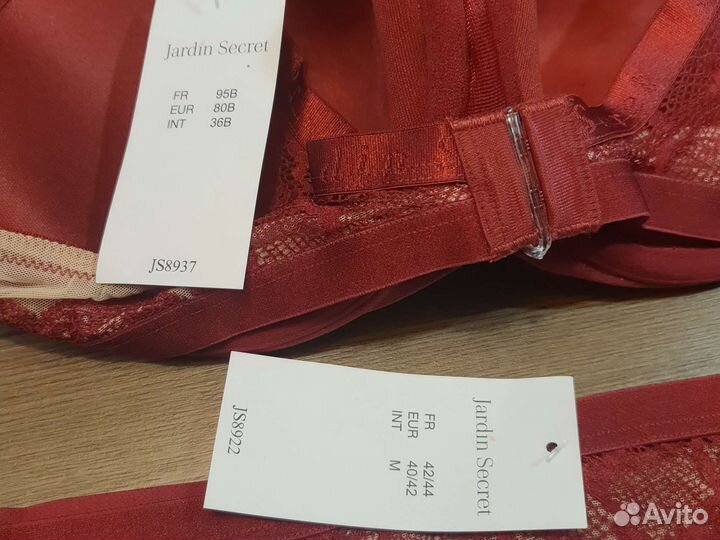 Jardin Secret
FR 95B
EUR 80B
INT 36B
JS8937
Jardin Secret
FR 42/44
EUR 40/42
INT M
JS8922
Avito